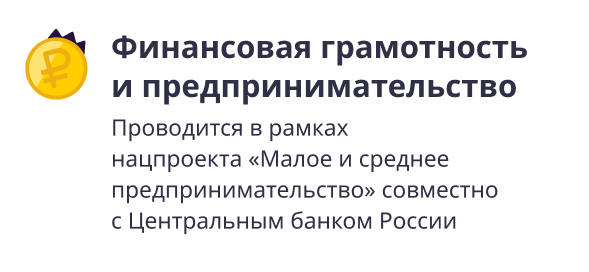 Финансовая грамотность
и предпринимательство
Проводится в рамках
нацпроекта «Малое и среднее
предпринимательство» совместно
с Центральным банком России